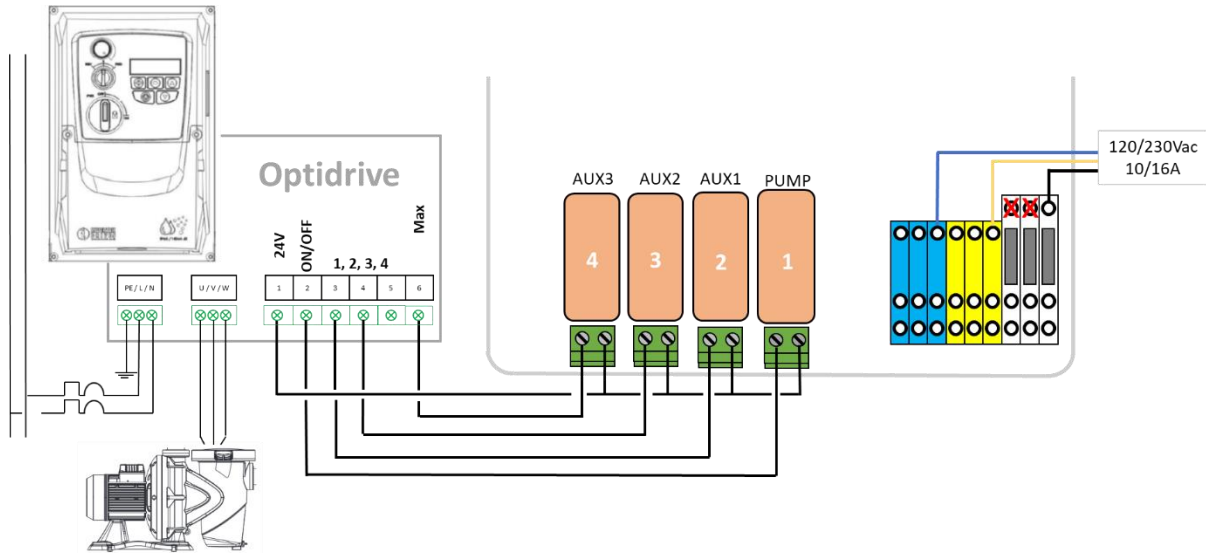 Optidrive
24V
ON/OFF
1, 2, 3, 4
Max
PE/ L/ N
U / V / W
1
2
3
4
5
6
AUX3
AUX2
AUX1
PUMP
4
3
2
1
120/230Vac
10/16A